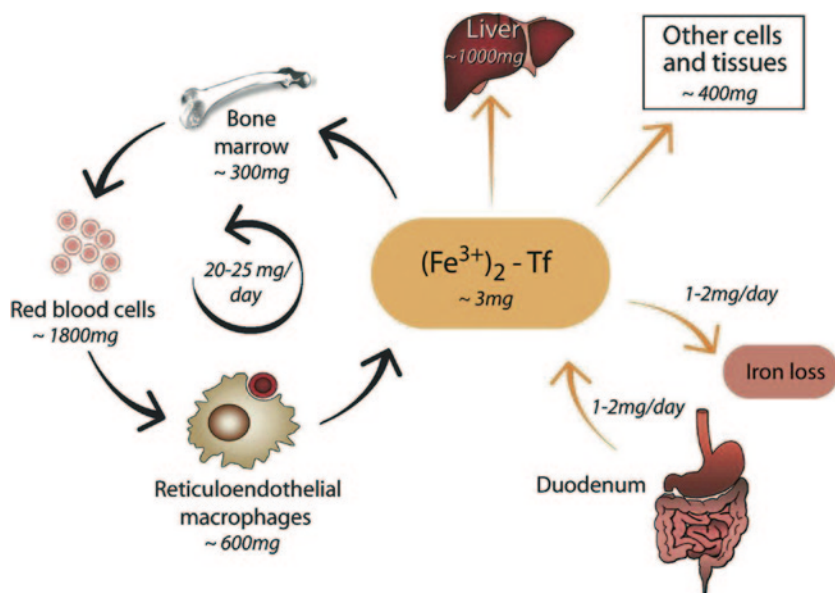 Liver
~1000mg
Other cells
and tissues
~ 400mg
Bone
marrow
~ 300mg
20-25 mg/
day
(Fe³⁺)₂ - Tf
~ 3mg
Red blood cells
~ 1800mg
1-2mg/day
Iron loss
1-2mg/day
Duodenum
Reticuloendothelial
macrophages
~ 600mg